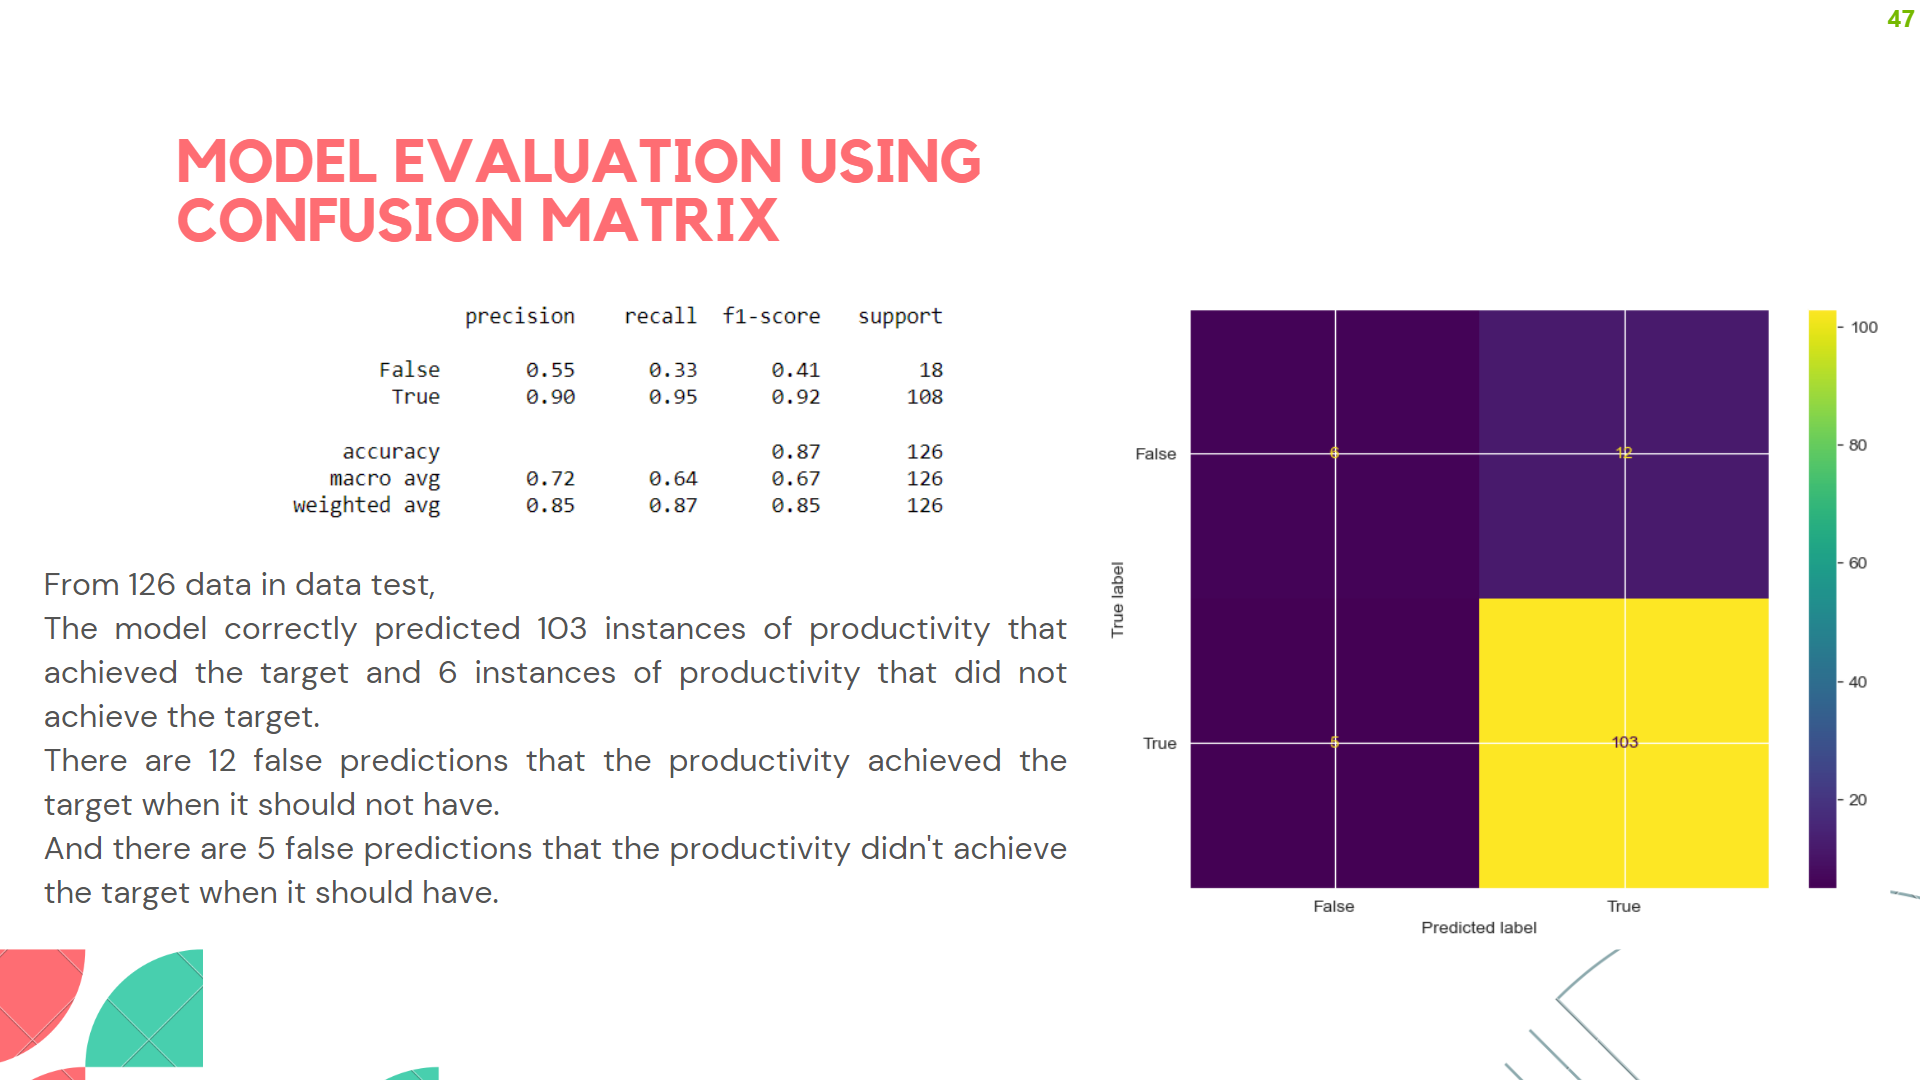 47
MODEL EVALUATION USING
CONFUSION MATRIX
precision recall f1-score support
False 0.55 0.33 0.41 18
True 0.90 0.95 0.92 108
accuracy 0.87 126
macro avg 0.72 0.64 0.67 126
weighted avg 0.85 0.87 0.85 126
From 126 data in data test,
The model correctly predicted 103 instances of productivity that
achieved the target and 6 instances of productivity that did not
achieve the target.
There are 12 false predictions that the productivity achieved the
target when it should not have.
And there are 5 false predictions that the productivity didn't achieve
the target when it should have.
True label
False
6 12
True
5 103
False True
Predicted label
100
80
60
40
20